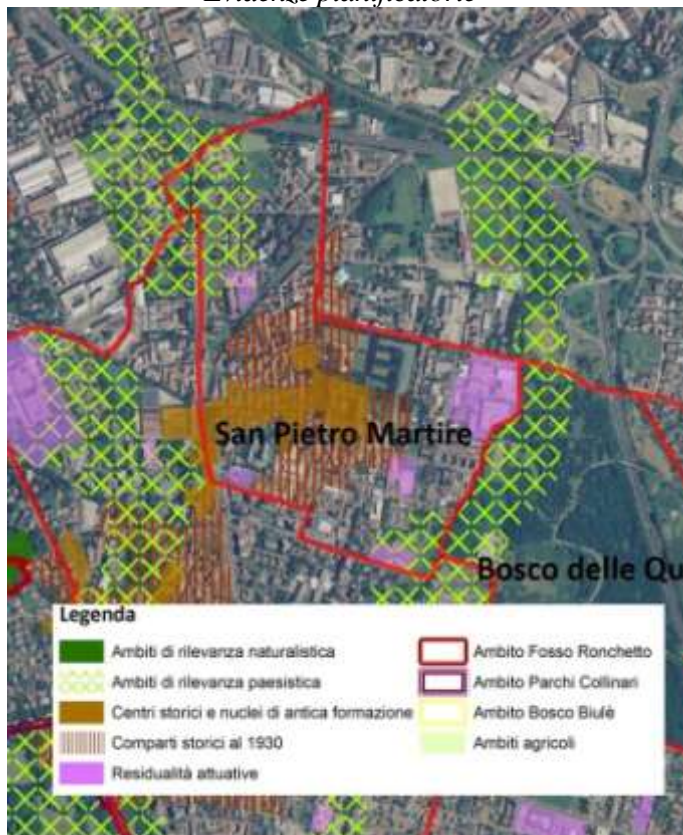 Evidenze pianificatorie
San Pietro Martire
Bosco delle Qu
Legenda
Ambiti di rilevanza naturalistica
Ambiti di rilevanza paesistica
Centri storici e nuclei di antica formazione
Comparti storici al 1930
Residualità attuative
Ambito Fosso Ronchetto
Ambito Parchi Collinari
Ambito Bosco Biulè
Ambiti agricoli